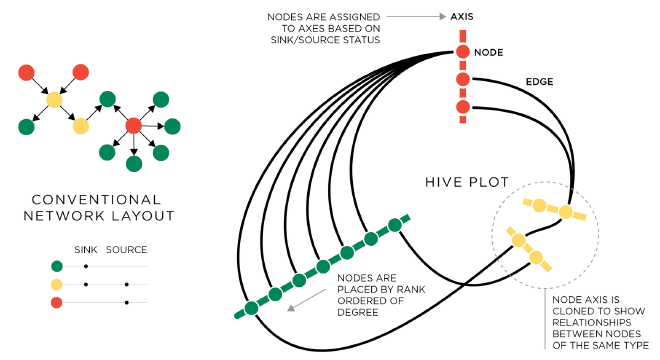 NODES ARE ASSIGNED
TO AXES BASED ON
SINK/SOURCE STATUS
AXIS
NODE
EDGE
HIVE PLOT
CONVENTIONAL
NETWORK LAYOUT
SINK SOURCE
NODES ARE
PLACED BY RANK
ORDERED OF
DEGREE
NODE AXIS IS
CLONED TO SHOW
RELATIONSHIPS
BETWEEN NODES
OF THE SAME TYPE